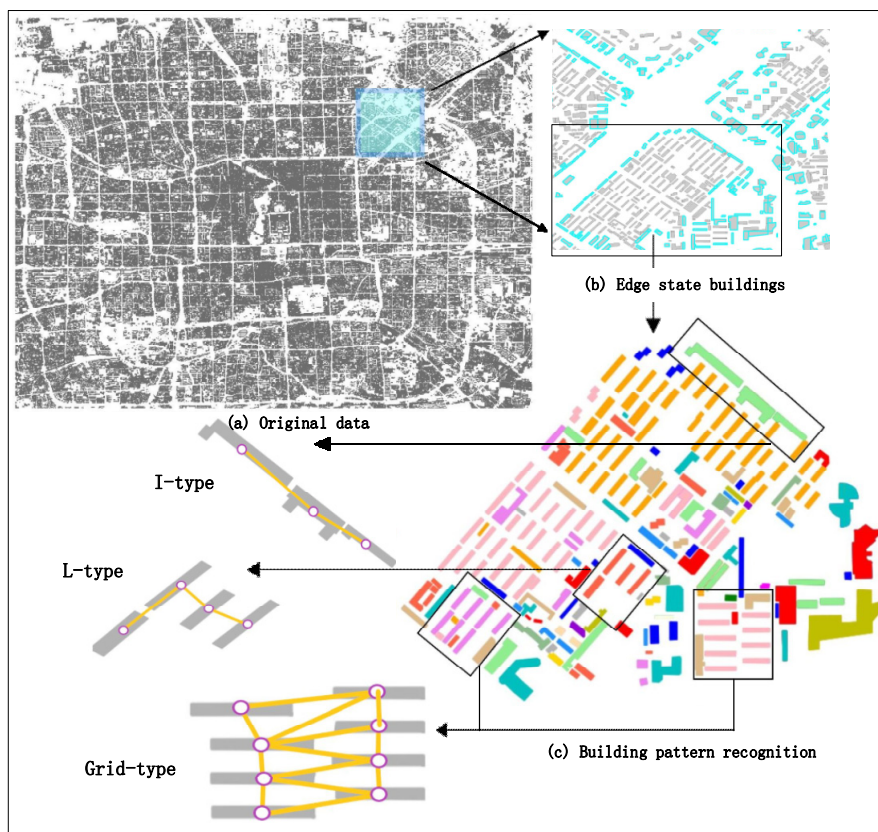 (b) Edge state buildings
(a) Original data
I-type
L-type
Grid-type
(c) Building pattern recognition